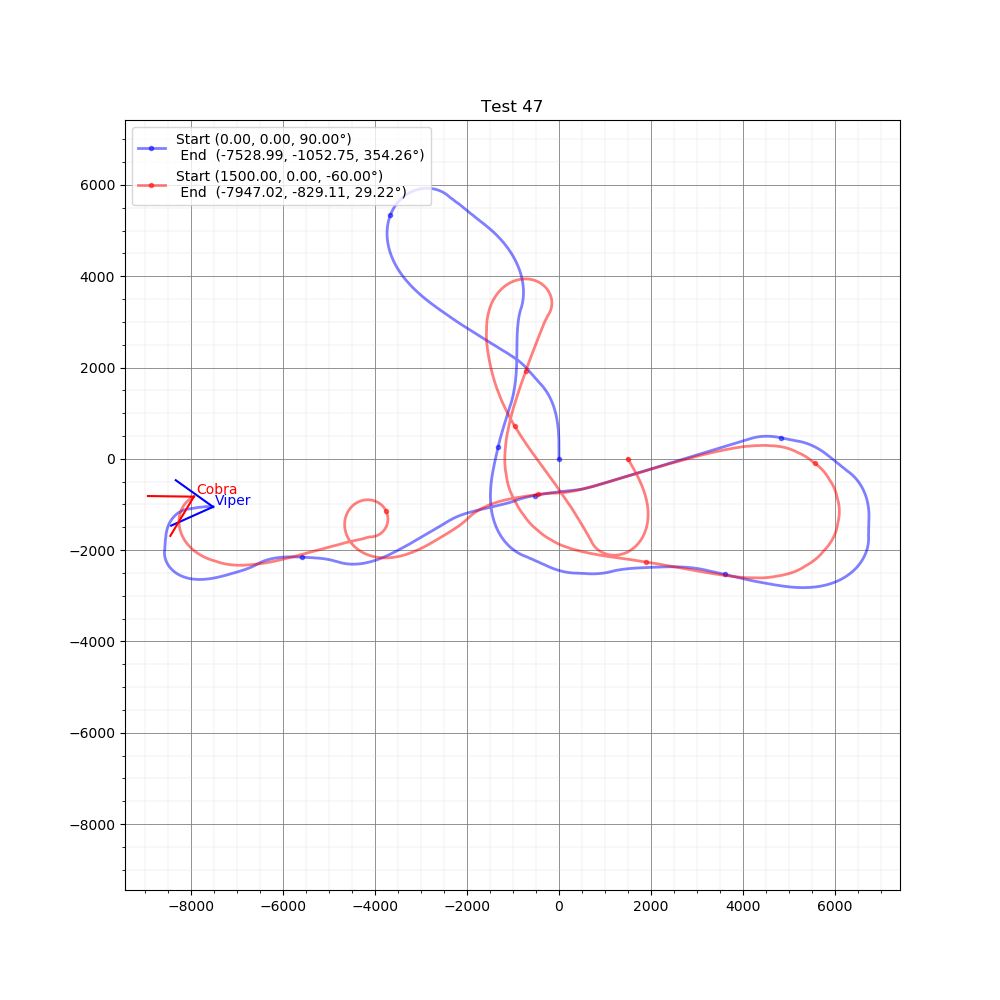 Test 47
Start (0.00, 0.00, 90.00°)
End (-7528.99, -1052.75, 354.26°)
Start (1500.00, 0.00, -60.00°)
End (-7947.02, -829.11, 29.22°)
6000
4000
2000
0
−2000
−4000
−6000
−8000
Cobra
Viper
−8000 −6000 −4000 −2000 0 2000 4000 6000